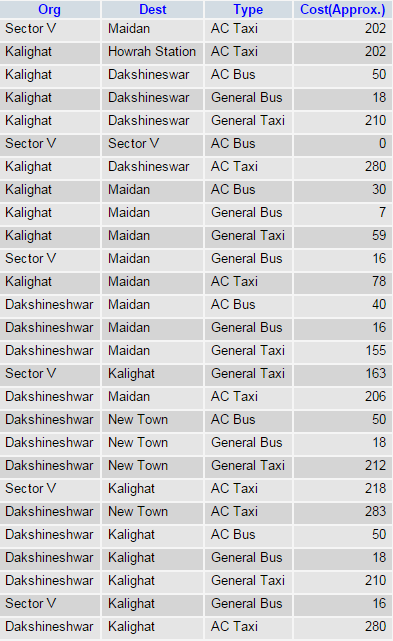 Org Dest Type Cost(Approx.)
Sector V Maidan AC Taxi 202
Kalighat Howrah Station AC Taxi 202
Kalighat Dakshineswar AC Bus 50
Kalighat Dakshineswar General Bus 18
Kalighat Dakshineswar General Taxi 210
Sector V Sector V AC Bus 0
Kalighat Dakshineswar AC Taxi 280
Kalighat Maidan AC Bus 30
Kalighat Maidan General Bus 7
Kalighat Maidan General Taxi 59
Sector V Maidan General Bus 16
Kalighat Maidan AC Taxi 78
Dakshineshwar Maidan AC Bus 40
Dakshineshwar Maidan General Bus 16
Dakshineshwar Maidan General Taxi 155
Sector V Kalighat General Taxi 163
Dakshineshwar Maidan AC Taxi 206
Dakshineshwar New Town AC Bus 50
Dakshineshwar New Town General Bus 18
Dakshineshwar New Town General Taxi 212
Sector V Kalighat AC Taxi 218
Dakshineshwar New Town AC Taxi 283
Dakshineshwar Kalighat AC Bus 50
Dakshineshwar Kalighat General Bus 18
Dakshineshwar Kalighat General Taxi 210
Sector V Kalighat General Bus 16
Dakshineshwar Kalighat AC Taxi 280